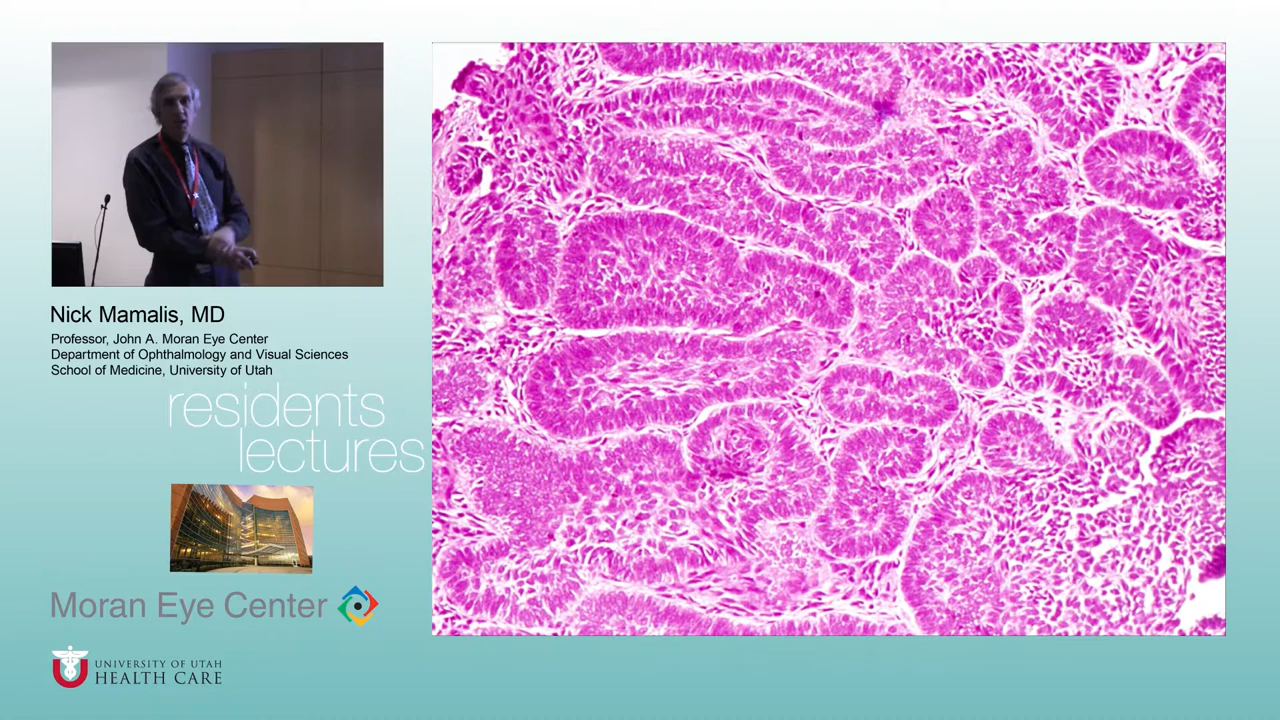 Nick Mamalis, MD
Professor, John A. Moran Eye Center
Department of Ophthalmology and Visual Sciences
School of Medicine, University of Utah
residents
lectures
Moran Eye Center
UNIVERSITY OF UTAH
HEALTH CARE